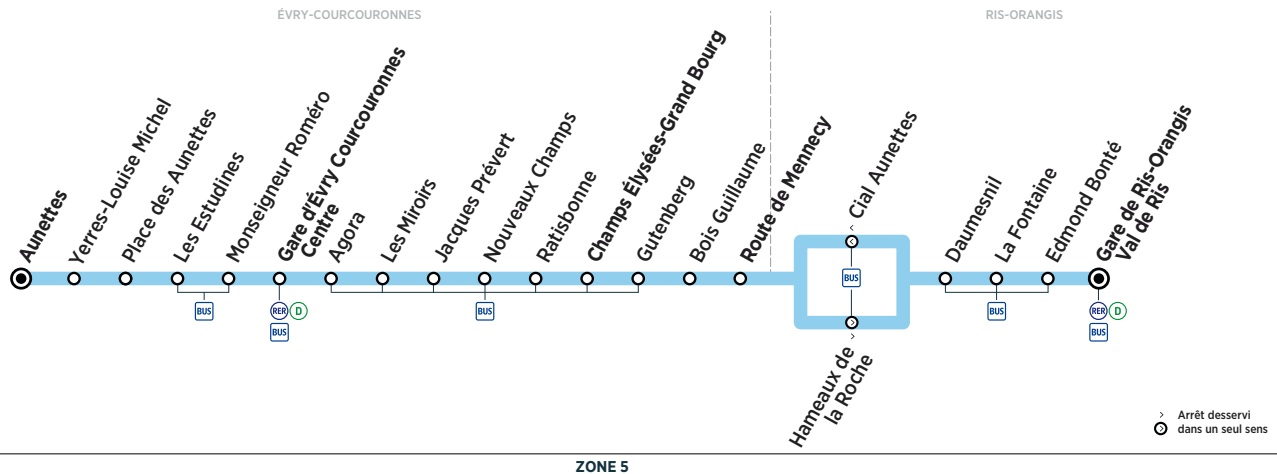 ÉVRY-COURCOURONNES
RIS-ORANGIS
Aunettes
Yerres-Louise Michel
Place des Aunettes
Les Estudines
Monseigneur Roméro
Gare d'Évry Courcouronnes
Centre
Agora
Les Miroirs
Jacques Prévert
Nouveaux Champs
Ratisbonne
Champs Élysées-Grand Bourg
Gutenberg
Bois Guillaume
Route de Mennecy
Cial Aunettes
Hameaux de
la Roche
Daumesnil
La Fontaine
Edmond Bonté
Gare de Ris-Orangis
Val de Ris
BUS
RER D
BUS
BUS
BUS
BUS
RER D
BUS
Arrêt desservi
dans un seul sens
ZONE 5